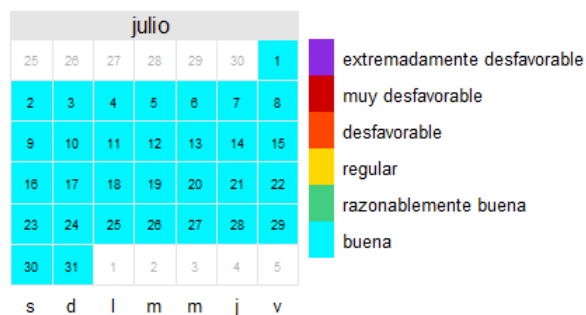 julio
25 26 27 28 29 30 1
2 3 4 5 6 7 8
9 10 11 12 13 14 15
16 17 18 19 20 21 22
23 24 25 26 27 28 29
30 31 1 2 3 4 5
s d l m m j v
extremadamente desfavorable
muy desfavorable
desfavorable
regular
razonablemente buena
buena